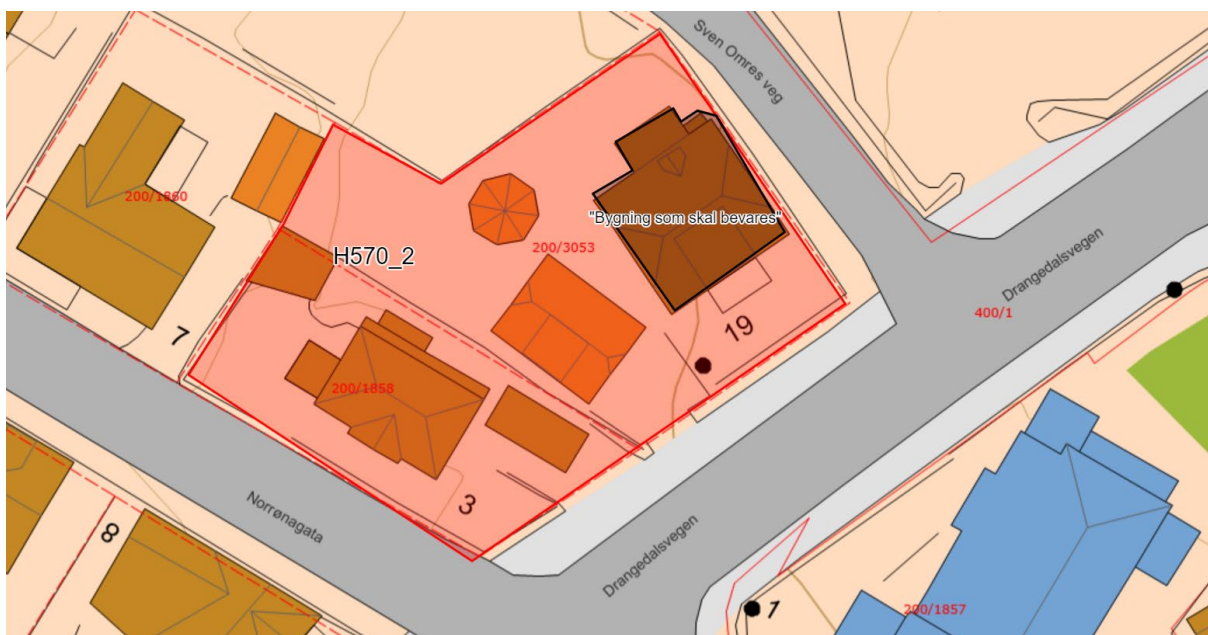 Sven Omres veg
200/1860
"Bygning som skal bevares"
H570_2
200/3053
Drangedalsvegen
400/1
7
19
200/1858
3
Norrønagata
8
Drangedalsvegen
1
200/1857